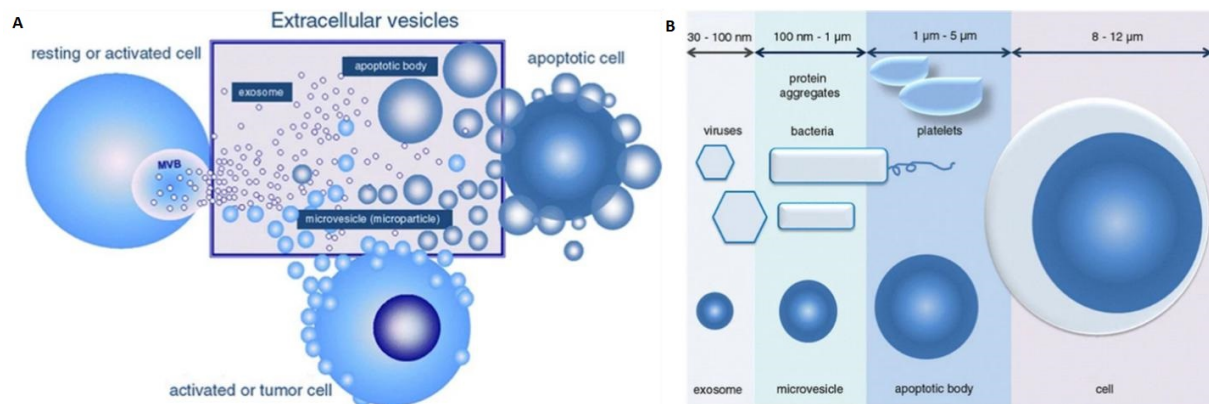 A
Extracellular vesicles
resting or activated cell
apoptotic body
apoptotic cell
exosome
MVB
microvesicle (microparticle)
activated or tumor cell
B
30 - 100 nm
100 nm - 1 µm
1 µm - 5 µm
8 - 12 µm
protein
aggregates
viruses
bacteria
platelets
exosome
microvesicle
apoptotic body
cell